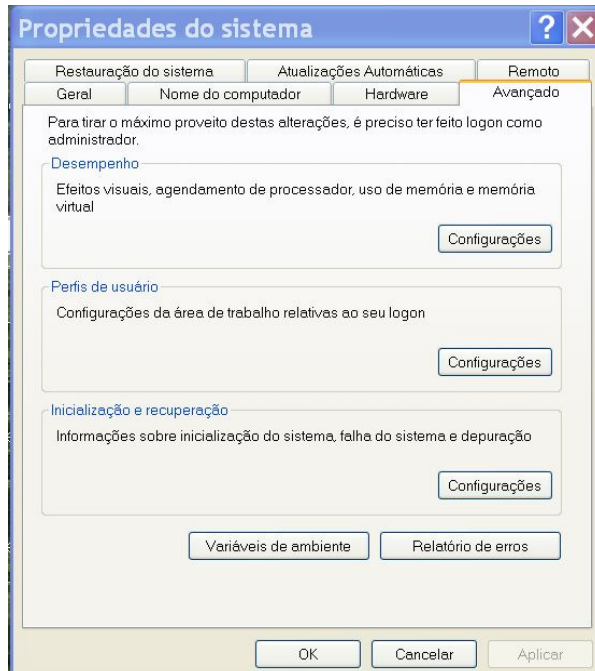 Propriedades do sistema
Restauração do sistema Atualizações Automáticas Remoto
Geral Nome do computador Hardware Avançado
Para tirar o máximo proveito destas alterações, é preciso ter feito logon como
administrador.
Desempenho
Efeitos visuais, agendamento de processador, uso de memória e memória
virtual
Configurações
Perfis de usuário
Configurações da área de trabalho relativas ao seu logon
Configurações
Inicialização e recuperação
Informações sobre inicialização do sistema, falha do sistema e depuração
Configurações
Variáveis de ambiente Relatório de erros
OK Cancelar Aplicar